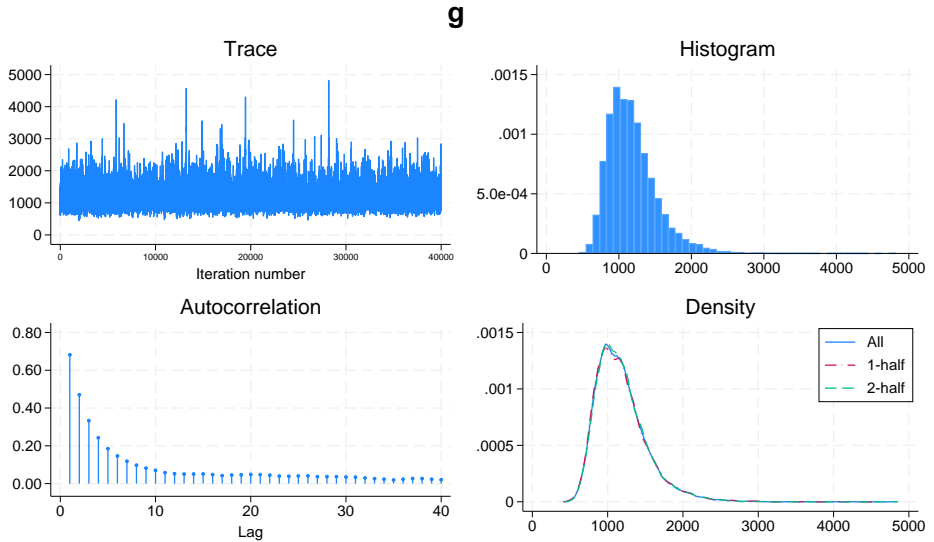 g
Trace
5000
4000
3000
2000
1000
0
0 10000 20000 30000 40000
Iteration number
Histogram
.0015
.001
5.0e-04
0
0 1000 2000 3000 4000 5000
Autocorrelation
0.80
0.60
0.40
0.20
0.00
0 10 20 30 40
Lag
Density
.0015
.001
.0005
0
0 1000 2000 3000 4000 5000
All
1-half
2-half